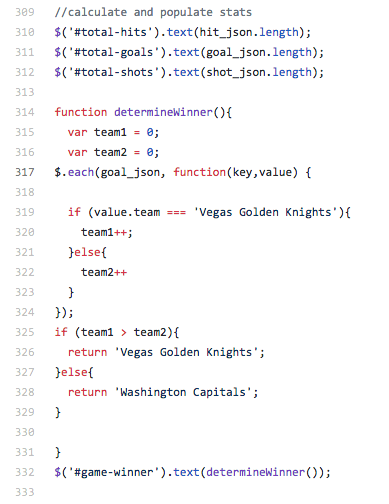 309 //calculate and populate stats
310 $('#total-hits').text(hit_json.length);
311 $('#total-goals').text(goal_json.length);
312 $('#total-shots').text(shot_json.length);
313
314 function determineWinner(){
315 var team1 = 0;
316 var team2 = 0;
317 $.each(goal_json, function(key,value) {
318
319 if (value.team === 'Vegas Golden Knights'){
320 team1++;
321 }else{
322 team2++
323 }
324 });
325 if (team1 > team2){
326 return 'Vegas Golden Knights';
327 }else{
328 return 'Washington Capitals';
329 }
330
331 }
332 $('#game-winner').text(determineWinner());
333